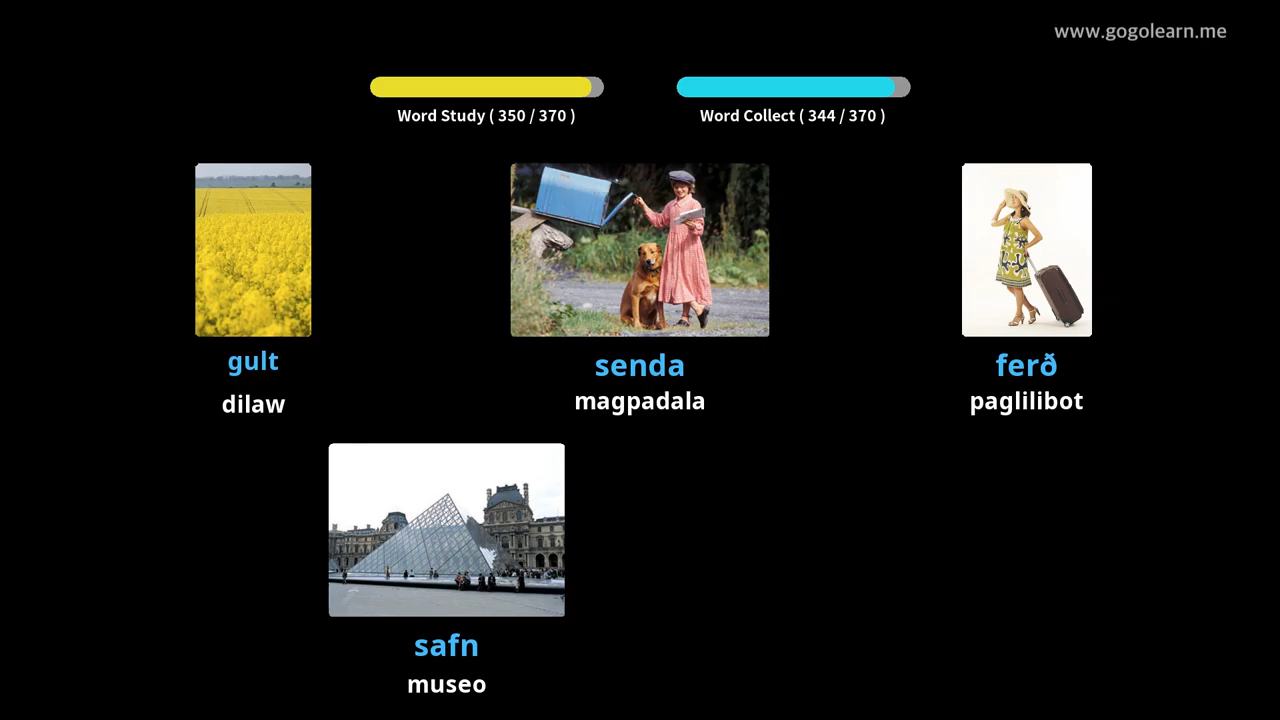 www.gogolearn.me
Word Study ( 350 / 370 )
Word Collect ( 344 / 370 )
gult
dilaw
senda
magpadala
ferð
paglilibot
safn
museo